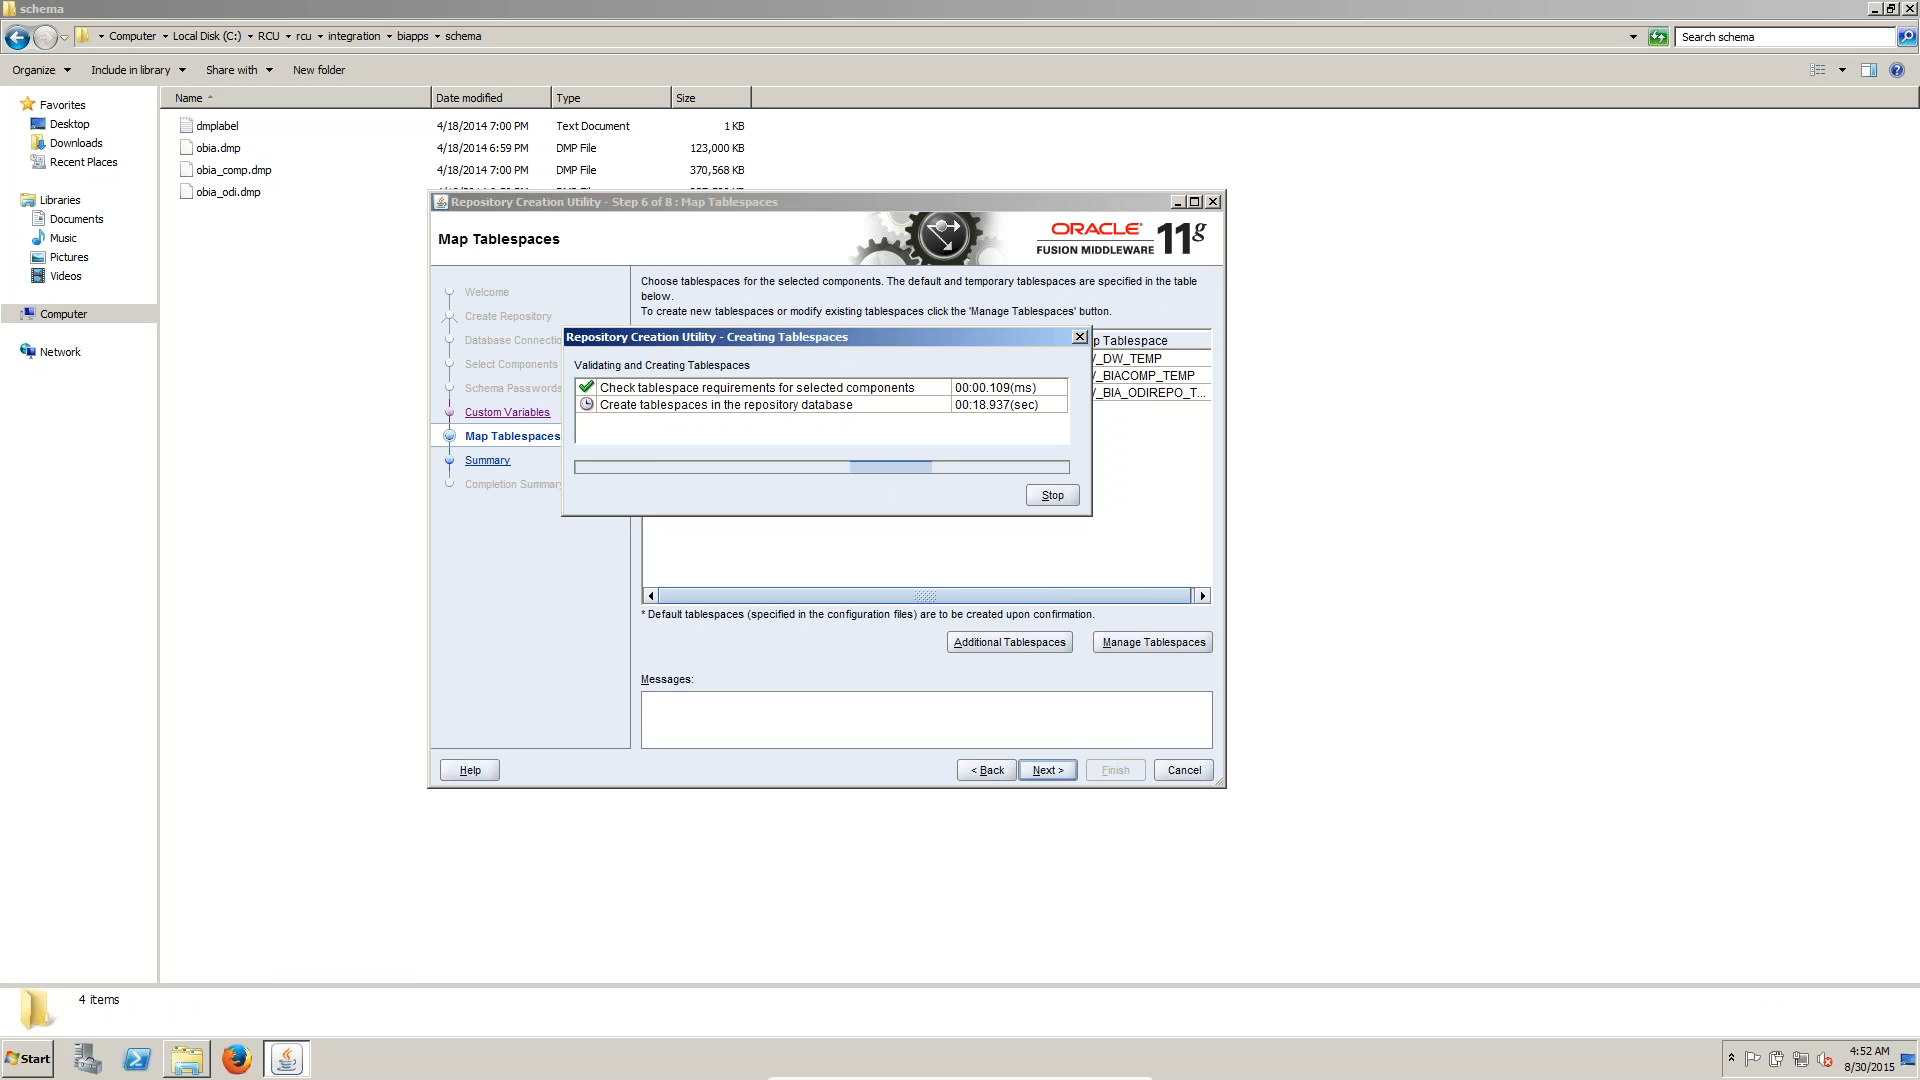 schema
Computer
Local Disk (C:)
RCU
rcu
integration
biapps
schema
Search schema
Organize
Include in library
Share with
New folder
Name
Date modified
Type
Size
Favorites
Desktop
Downloads
Recent Places
Libraries
Documents
Music
Pictures
Videos
Computer
Network
dmplabel 4/18/2014 7:00 PM Text Document 1 KB
obia.dmp 4/18/2014 6:59 PM DMP File 123,000 KB
obia_comp.dmp 4/18/2014 7:00 PM DMP File 370,568 KB
obia_odi.dmp
Repository Creation Utility - Step 6 of 8 : Map Tablespaces
Map Tablespaces
ORACLE
FUSION MIDDLEWARE 11g
Welcome
Create Repository
Database Connectio
Select Components
Schema Passwords
Custom Variables
Map Tablespaces
Summary
Completion Summary
Choose tablespaces for the selected components. The default and temporary tablespaces are specified in the table
below.
To create new tablespaces or modify existing tablespaces click the 'Manage Tablespaces' button.
p Tablespace
/_DW_TEMP
/_BIACOMP_TEMP
/_BIA_ODIREPO_T...
Repository Creation Utility - Creating Tablespaces
Validating and Creating Tablespaces
Check tablespace requirements for selected components 00:00.109(ms)
Create tablespaces in the repository database 00:18.937(sec)
Stop
* Default tablespaces (specified in the configuration files) are to be created upon confirmation.
Additional Tablespaces
Manage Tablespaces
Messages:
Help
< Back
Next >
Finish
Cancel
4 items
Start
4:52 AM
8/30/2015